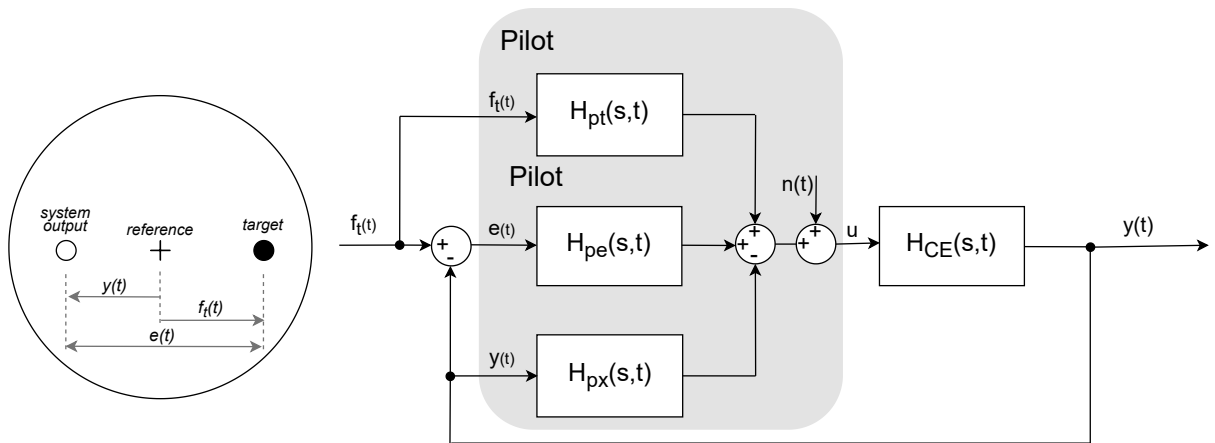 system
output
reference
target
y(t)
f_t(t)
e(t)
Pilot
f_t(t)
H_pt(s,t)
Pilot
n(t)
f_t(t)
+
-
e(t)
H_pe(s,t)
+
+
-
+
+
u
H_CE(s,t)
y(t)
y(t)
H_px(s,t)